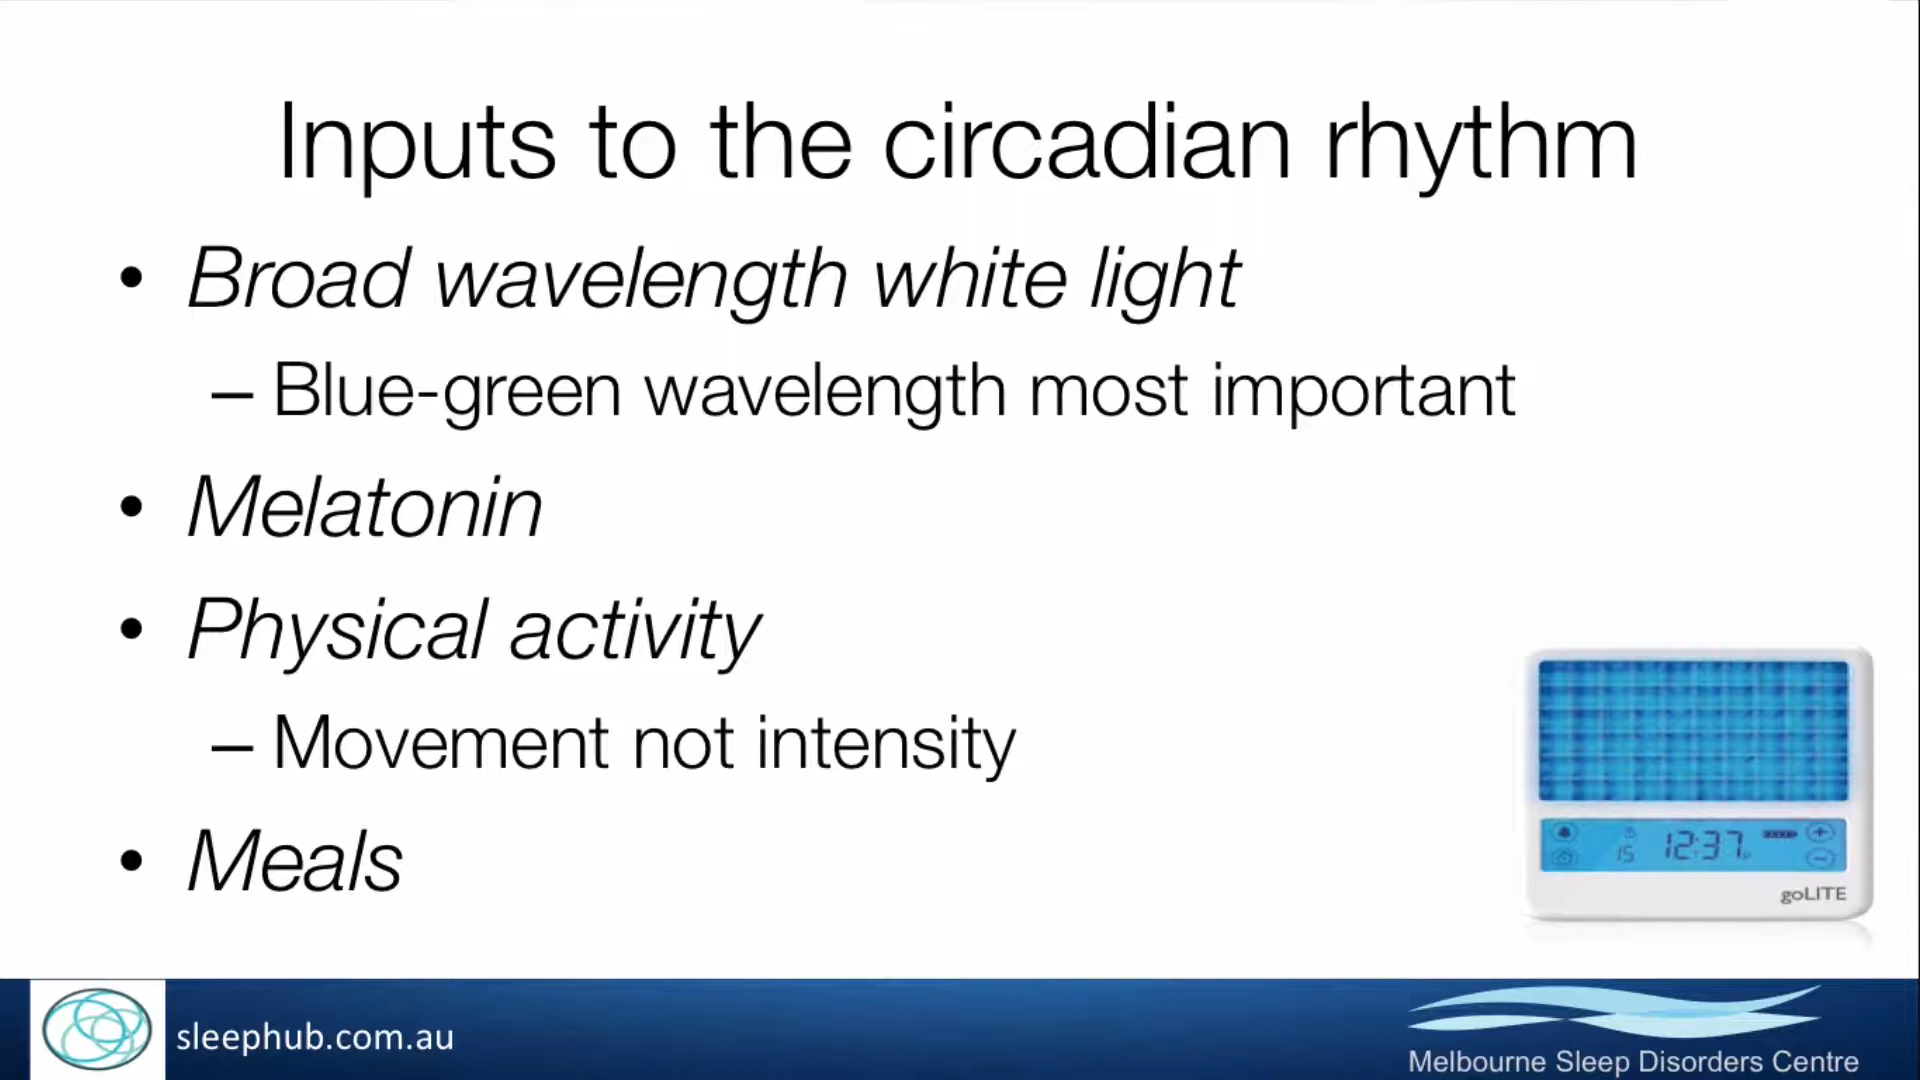 Inputs to the circadian rhythm
• Broad wavelength white light
– Blue-green wavelength most important
• Melatonin
• Physical activity
– Movement not intensity
• Meals
15 12:37
goLITE
sleephub.com.au
Melbourne Sleep Disorders Centre